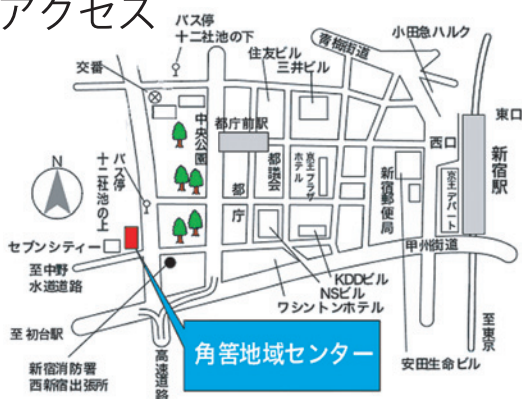 アクセス
バス停
十二社池の下
小田急ハルク
青梅街道
住友ビル
三井ビル
交番
東口
中央公園
都庁前駅
西口
新宿駅
N
バス停
十二社池の上
都議会
京王プラザ
ホテル
新宿郵便局
京王デパート
都庁
セブンシティー
甲州街道
至中野
水道道路
KDDビル
NSビル
ワシントンホテル
至初台駅
角筈地域センター
至東京
新宿消防署
西新宿出張所
高速道路
安田生命ビル